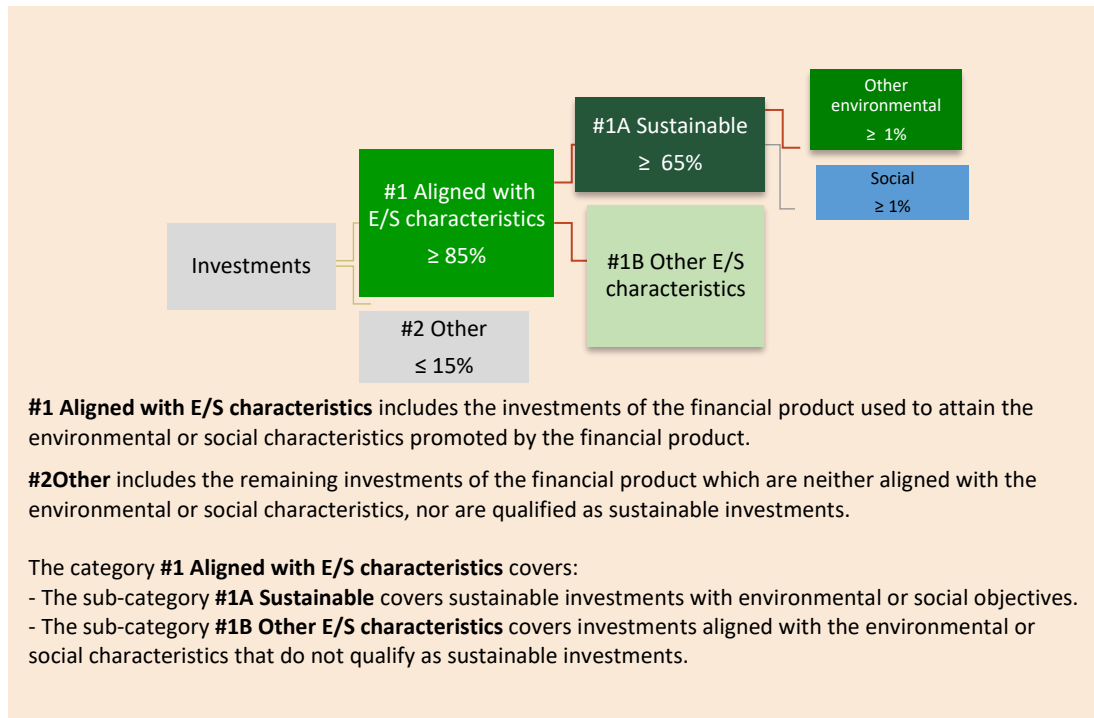 Other
environmental
≥ 1%
#1A Sustainable
≥ 65%
Social
≥ 1%
#1 Aligned with
E/S characteristics
≥ 85%
#1B Other E/S
characteristics
Investments
#2 Other
≤ 15%
#1 Aligned with E/S characteristics includes the investments of the financial product used to attain the
environmental or social characteristics promoted by the financial product.
#2Other includes the remaining investments of the financial product which are neither aligned with the
environmental or social characteristics, nor are qualified as sustainable investments.
The category #1 Aligned with E/S characteristics covers:
- The sub-category #1A Sustainable covers sustainable investments with environmental or social objectives.
- The sub-category #1B Other E/S characteristics covers investments aligned with the environmental or
social characteristics that do not qualify as sustainable investments.